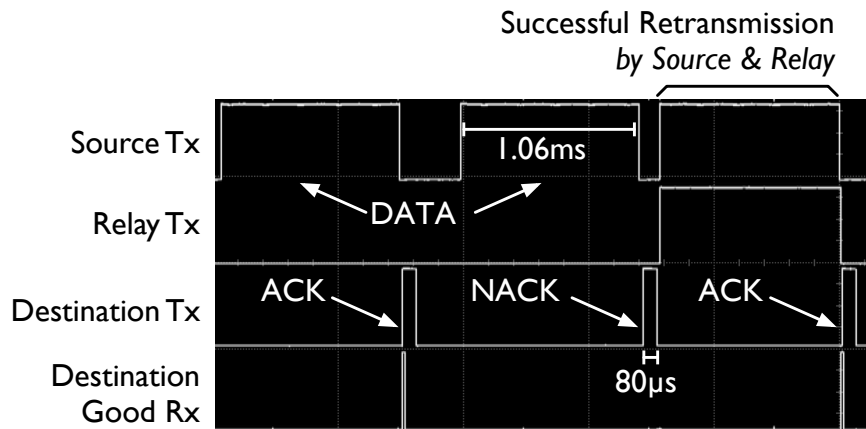 Successful Retransmission
by Source & Relay
Source Tx
1.06ms
DATA
Relay Tx
ACK
NACK
ACK
Destination Tx
80µs
Destination
Good Rx